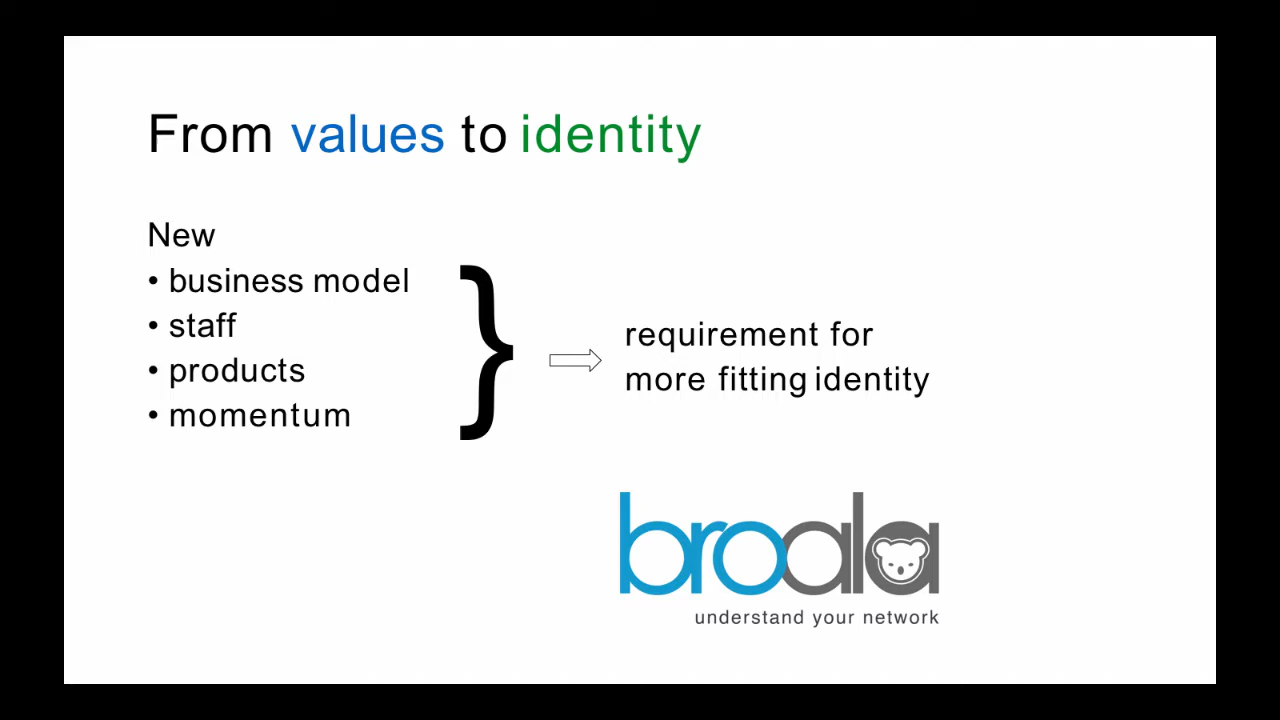 From values to identity
New
• business model
• staff
• products
• momentum
}
requirement for
more fitting identity
broala
understand your network